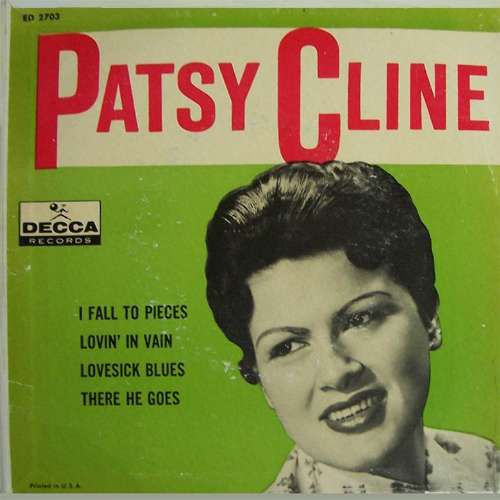 ED 2703
PATSY CLINE
DECCA
RECORDS
I FALL TO PIECES
LOVIN' IN VAIN
LOVESICK BLUES
THERE HE GOES
Printed in U.S.A.